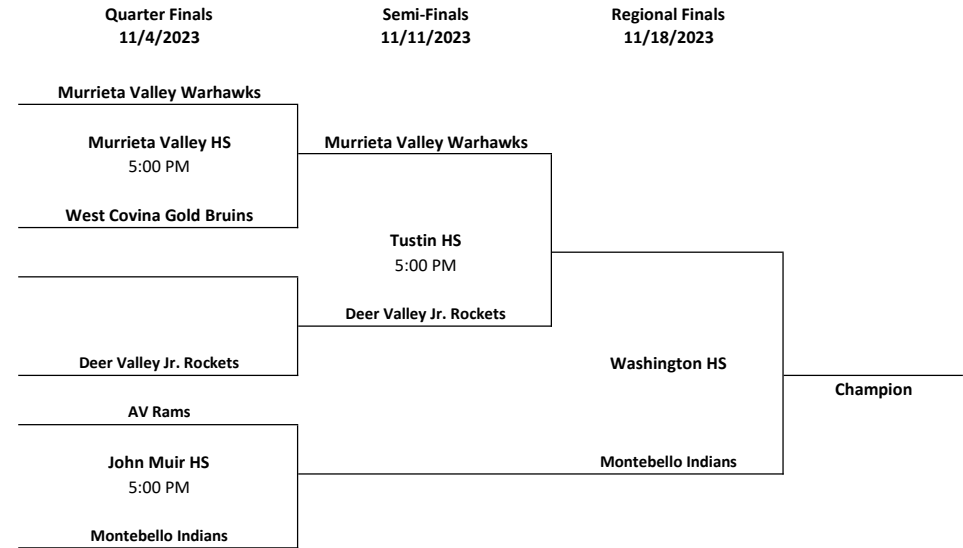 Quarter Finals
11/4/2023
Semi-Finals
11/11/2023
Regional Finals
11/18/2023
Murrieta Valley Warhawks
Murrieta Valley HS
5:00 PM
West Covina Gold Bruins
Murrieta Valley Warhawks
Tustin HS
5:00 PM
Deer Valley Jr. Rockets
Deer Valley Jr. Rockets
Washington HS
Champion
AV Rams
John Muir HS
5:00 PM
Montebello Indians
Montebello Indians